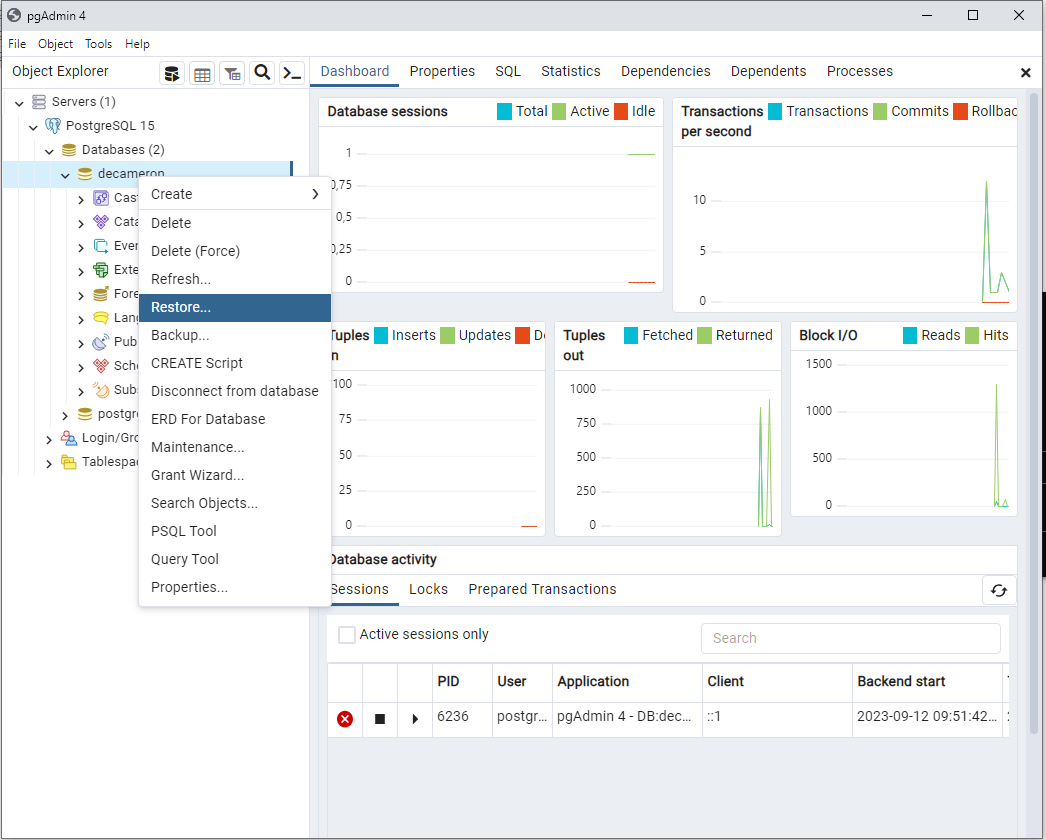 pgAdmin 4
File Object Tools Help
Object Explorer
Dashboard Properties SQL Statistics Dependencies Dependents Processes
Servers (1)
PostgreSQL 15
Databases (2)
decameron
Cas
Cata
Ever
Exte
Fore
Lang
Pub
Sche
Subs
postgre
Login/Gro
Tablespac
Create
Delete
Delete (Force)
Refresh...
Restore...
Backup...
CREATE Script
Disconnect from database
ERD For Database
Maintenance...
Grant Wizard...
Search Objects...
PSQL Tool
Query Tool
Properties...
Database sessions Total Active Idle
1
0,75
0,5
0,25
0
Transactions per second Transactions Commits Rollbac
10
5
0
Tuples in Inserts Updates De
100
75
50
25
0
Tuples out Fetched Returned
1000
750
500
250
0
Block I/O Reads Hits
1500
1000
500
0
Database activity
Sessions Locks Prepared Transactions
Active sessions only
Search
PID User Application Client Backend start
6236 postgr... pgAdmin 4 - DB:dec... ::1 2023-09-12 09:51:42...